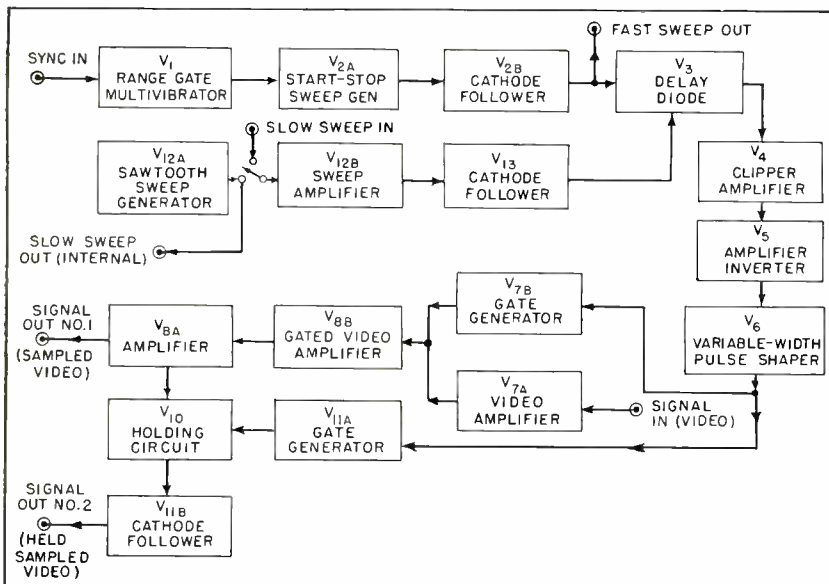 FAST SWEEP OUT
SYNC IN
V1
RANGE GATE
MULTIVIBRATOR
V2A
START-STOP
SWEEP GEN
V2B
CATHODE
FOLLOWER
V3
DELAY
DIODE
SLOW SWEEP IN
V12A
SAWTOOTH
SWEEP
GENERATOR
V12B
SWEEP
AMPLIFIER
V13
CATHODE
FOLLOWER
V4
CLIPPER
AMPLIFIER
SLOW SWEEP
OUT (INTERNAL)
V5
AMPLIFIER
INVERTER
SIGNAL
OUT NO.1
(SAMPLED
VIDEO)
V8A
AMPLIFIER
V8B
GATED VIDEO
AMPLIFIER
V7B
GATE
GENERATOR
V6
VARIABLE-WIDTH
PULSE SHAPER
V7A
VIDEO
AMPLIFIER
SIGNAL
IN (VIDEO)
V10
HOLDING
CIRCUIT
V11A
GATE
GENERATOR
SIGNAL
OUT NO.2
(HELD
SAMPLED
VIDEO)
V11B
CATHODE
FOLLOWER